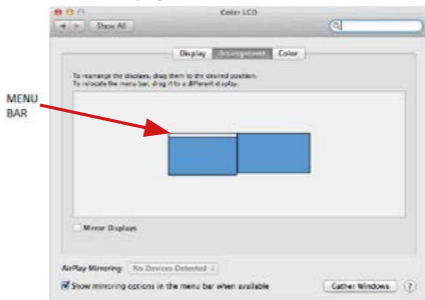 Color LCD
Show All
Display Arrangement Color
To rearrange the displays, drag them to the desired position.
To relocate the menu bar, drag it to a different display.
MENU
BAR
Mirror Displays
AirPlay Mirroring: No Devices Detected
Show mirroring options in the menu bar when available
Gather Windows ?